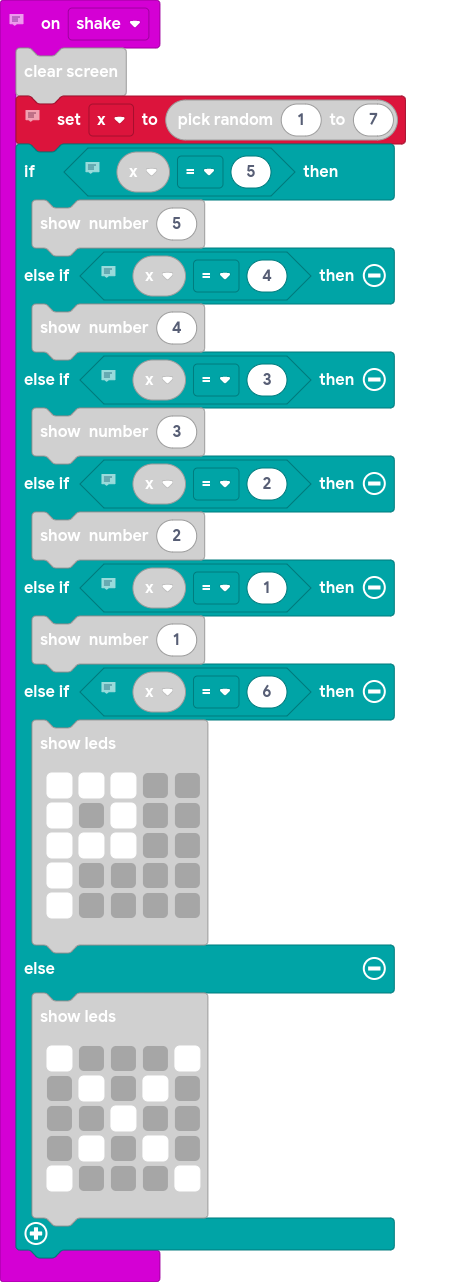 on shake
clear screen
set x to pick random 1 to 7
if x = 5 then
show number 5
else if x = 4 then
show number 4
else if x = 3 then
show number 3
else if x = 2 then
show number 2
else if x = 1 then
show number 1
else if x = 6 then
show leds
else
show leds